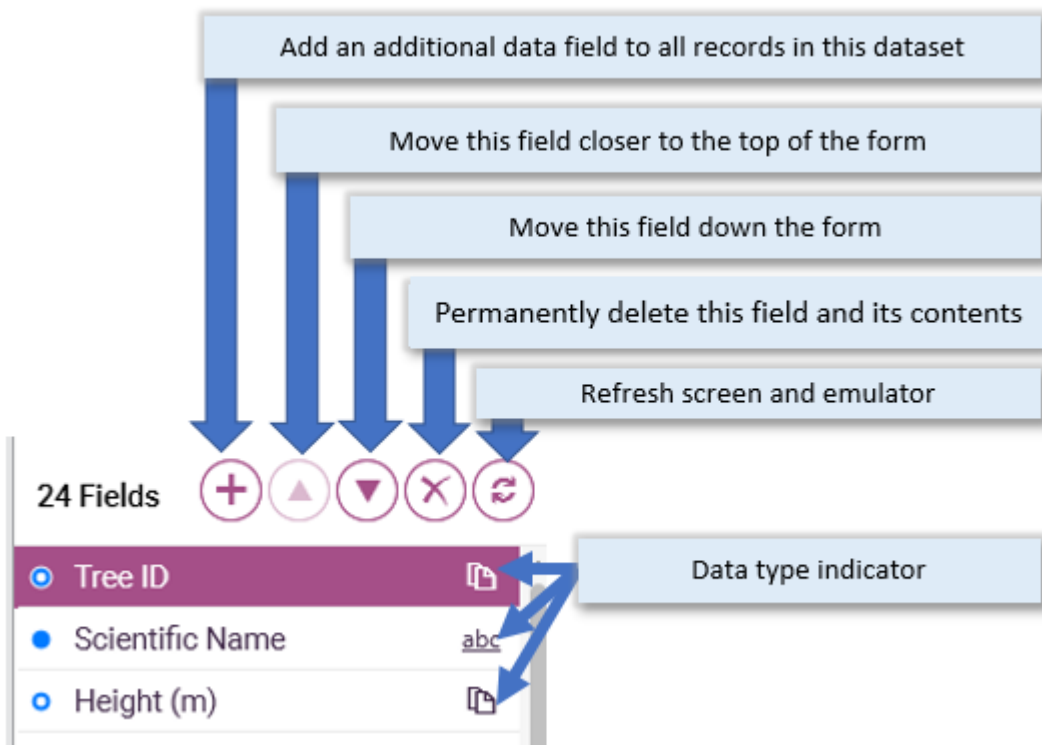 Add an additional data field to all records in this dataset
Move this field closer to the top of the form
Move this field down the form
Permanently delete this field and its contents
Refresh screen and emulator
24 Fields
Tree ID
Data type indicator
Scientific Name abc
Height (m)